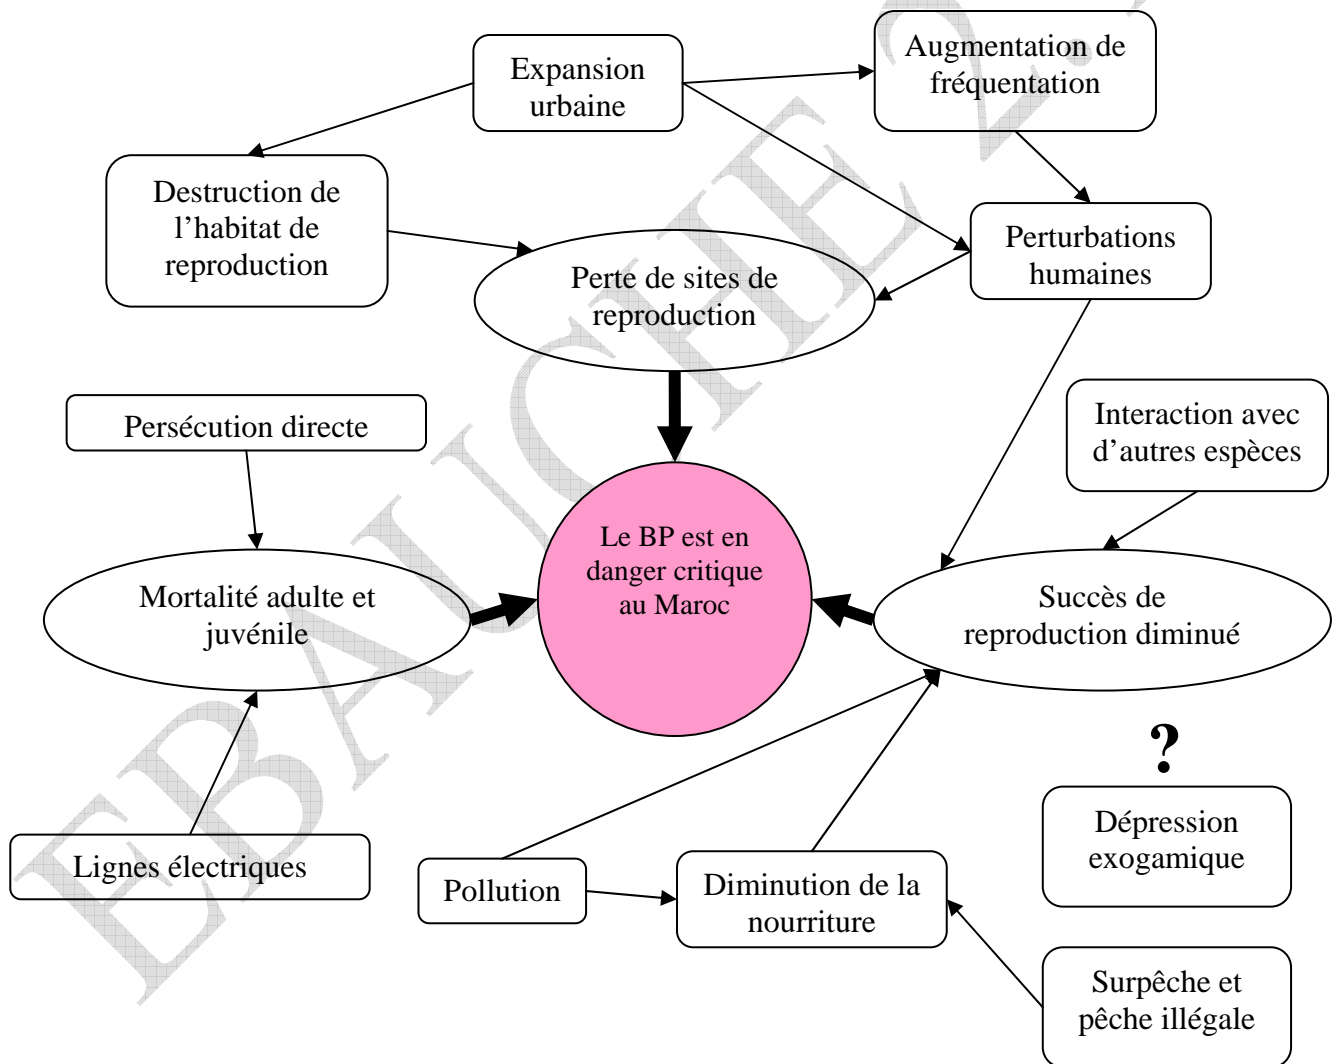 Expansion
urbaine
Augmentation de
fréquentation
Destruction de
l'habitat de
reproduction
Perte de sites de
reproduction
Perturbations
humaines
Persécution directe
Interaction avec
d'autres espèces
Le BP est en
danger critique
au Maroc
Mortalité adulte et
juvénile
Succès de
reproduction diminué
?
Lignes électriques
Pollution
Diminution de la
nourriture
Dépression
exogamique
Surpêche et
pêche illégale
EBAUCHE 2.